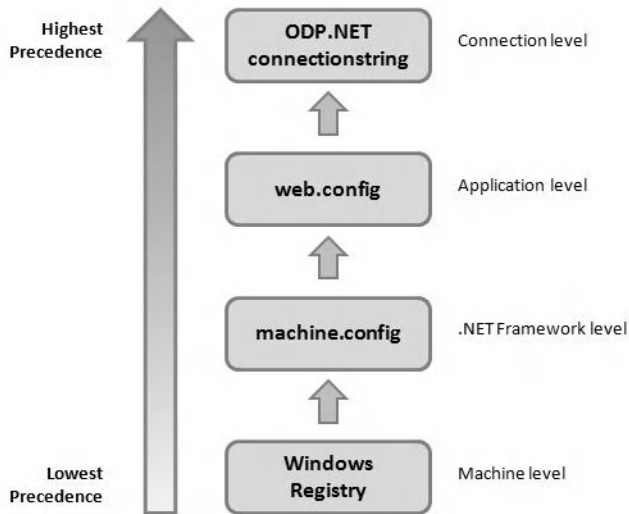 Highest
Precedence
ODP.NET
connectionstring
Connection level
web.config
Application level
machine.config
.NET Framework level
Lowest
Precedence
Windows
Registry
Machine level